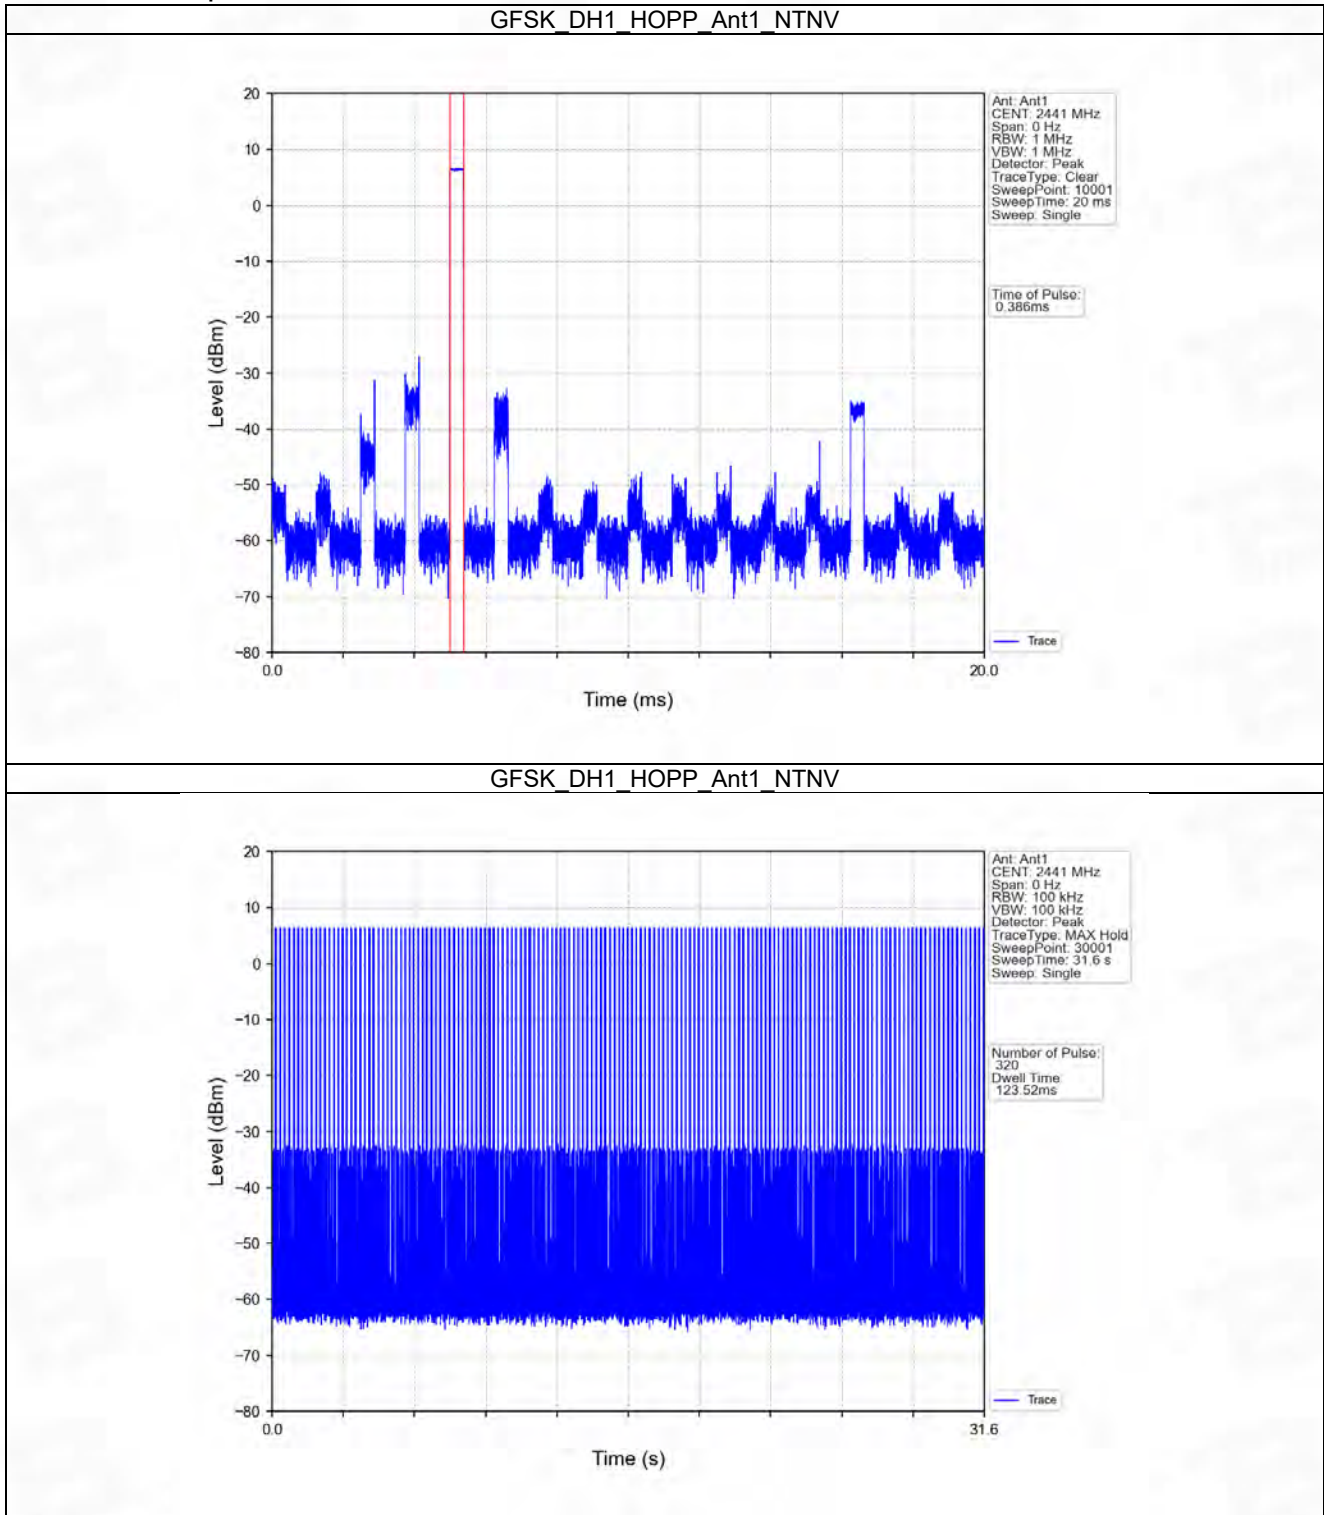 GFSK_DH1_HOPP_Ant1_NTNV
20
10
0
−10
−20
−30
−40
−50
−60
−70
−80
Level (dBm)
0.0
20.0
Time (ms)
Ant: Ant1
CENT: 2441 MHz
Span: 0 Hz
RBW: 1 MHz
VBW: 1 MHz
Detector: Peak
TraceType: Clear
SweepPoint: 10001
SweepTime: 20 ms
Sweep: Single
Time of Pulse:
0.386ms
Trace
GFSK_DH1_HOPP_Ant1_NTNV
20
10
0
−10
−20
−30
−40
−50
−60
−70
−80
Level (dBm)
0.0
31.6
Time (s)
Ant: Ant1
CENT: 2441 MHz
Span: 0 Hz
RBW: 100 kHz
VBW: 100 kHz
Detector: Peak
TraceType: MAX Hold
SweepPoint: 30001
SweepTime: 31.6 s
Sweep: Single
Number of Pulse:
320
Dwell Time
123.52ms
Trace